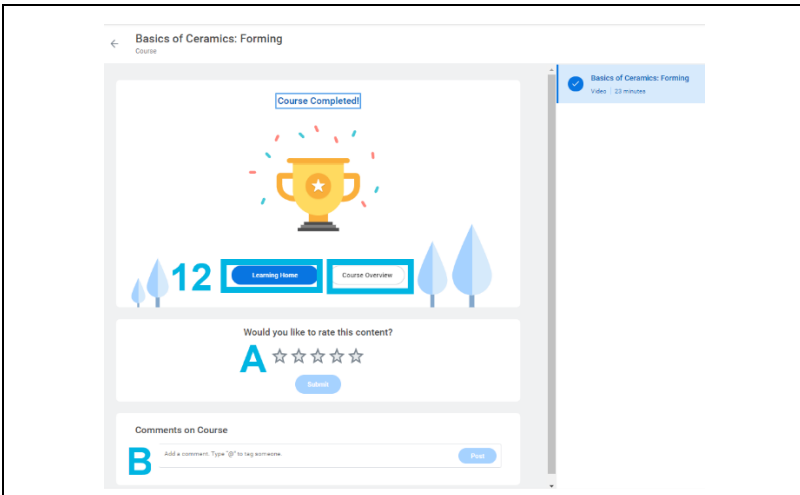 Basics of Ceramics: Forming
Course
Basics of Ceramics: Forming
Video | 23 minutes
Course Completed!
12
Learning Home
Course Overview
Would you like to rate this content?
A
Submit
Comments on Course
B
Add a comment. Type "@" to tag someone.
Post